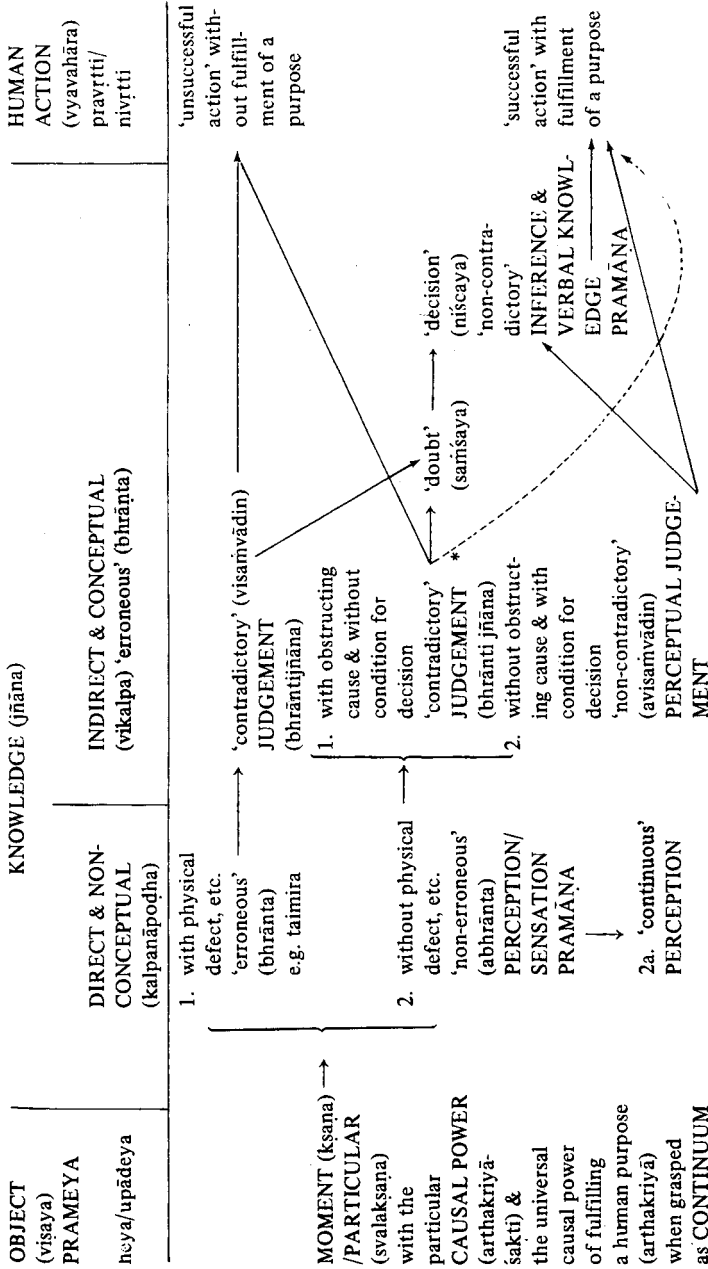 OBJECT
(viṣaya)
PRAMEYA
heya/upādeya
KNOWLEDGE (jñāna)
DIRECT & NON-
CONCEPTUAL
(kalpanāpoḍha)
INDIRECT & CONCEPTUAL
(vikalpa) 'erroneous' (bhrāṇta)
HUMAN
ACTION
(vyavahāra)
pravṛtti/
nivṛtti
MOMENT (kṣaṇa) →
/PARTICULAR
(svalakṣaṇa)
with the
particular
CAUSAL POWER
(arthakriyā-
śakti) &
the universal
causal power
of fulfilling
a human purpose
(arthakriyā)
when grasped
as CONTINUUM
1. with physical
defect, etc.
'erroneous' →
(bhrānta)
e.g. taimira
2. without physical
defect, etc. →
'non-erroneous'
(abhrānta)
PERCEPTION/
SENSATION
PRAMĀṆA
2a. 'continuous'
PERCEPTION
'contradictory' (visaṁvādin)
JUDGEMENT
(bhrāntijñāna)
1. with obstructing
cause & without
condition for
decision
'contradictory' →
JUDGEMENT *
(bhrānti jñāna)
2. without obstruct-
ing cause & with
condition for
decision
'non-contradictory'
(avisaṁvādin)
PERCEPTUAL JUDGE-
MENT
'doubt' →
(saṁśaya)
'decision'
(niścaya)
'non-contra-
dictory'
INFERENCE &
VERBAL KNOWL-
EDGE →
PRAMĀṆA
'unsuccessful
action' with-
out fulfill-
ment of a
purpose
'successful
action' with
fulfillment
of a purpose